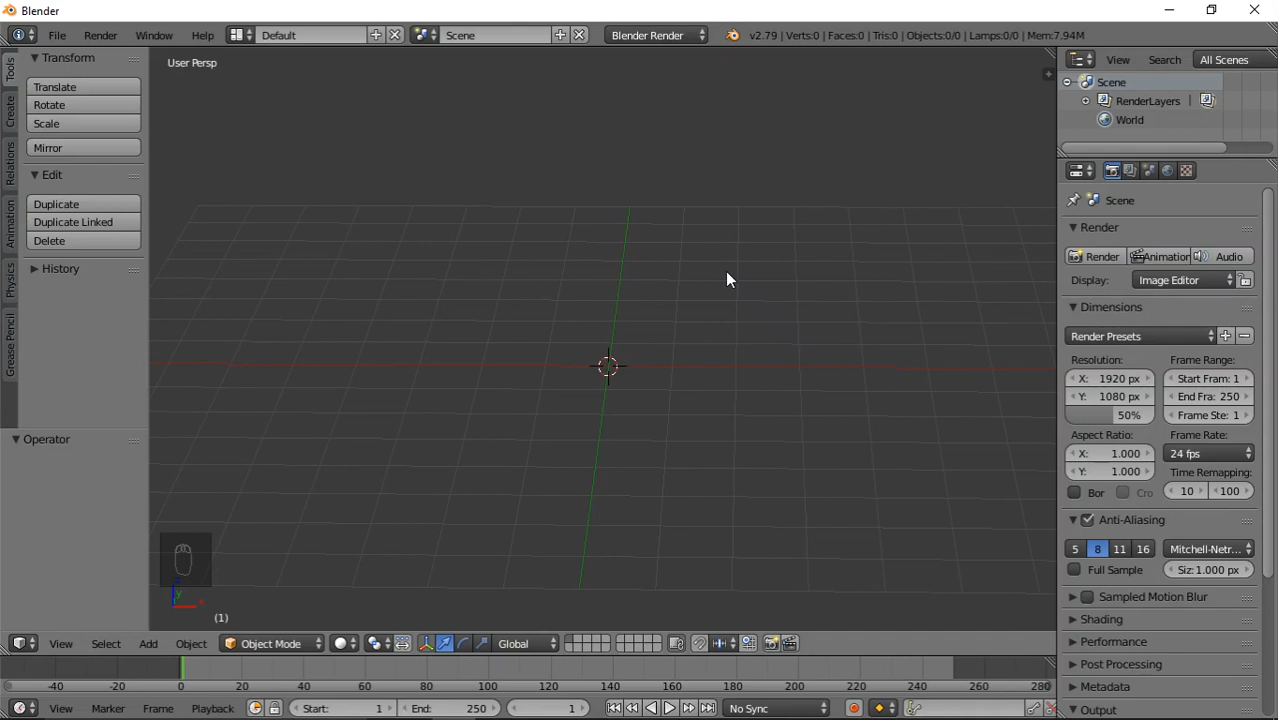 Blender
File Render Window Help Default Scene Blender Render v2.79 | Verts:0 | Faces:0 | Tris:0 | Objects:0/0 | Lamps:0/0 | Mem:7.94M
Tools
Create
Relations
Animation
Physics
Grease Pencil
Transform
Translate
Rotate
Scale
Mirror
Edit
Duplicate
Duplicate Linked
Delete
History
Operator
User Persp
(1)
x
y
View Search All Scenes
Scene
RenderLayers |
World
Scene
Render
Render Animation Audio
Display: Image Editor
Dimensions
Render Presets
Resolution: Frame Range:
X: 1920 px Start Fram: 1
Y: 1080 px End Fra: 250
50% Frame Ste: 1
Aspect Ratio: Frame Rate:
X: 1.000 24 fps
Y: 1.000 Time Remapping:
Bor Cro 10 100
Anti-Aliasing
5 8 11 16 Mitchell-Netr...
Full Sample Siz: 1.000 px
Sampled Motion Blur
Shading
Performance
Post Processing
Metadata
Output
View Select Add Object Object Mode Global
-40 -20 0 20 40 60 80 100 120 140 160 180 200 220 240 260 280
View Marker Frame Playback Start: 1 End: 250 1 No Sync